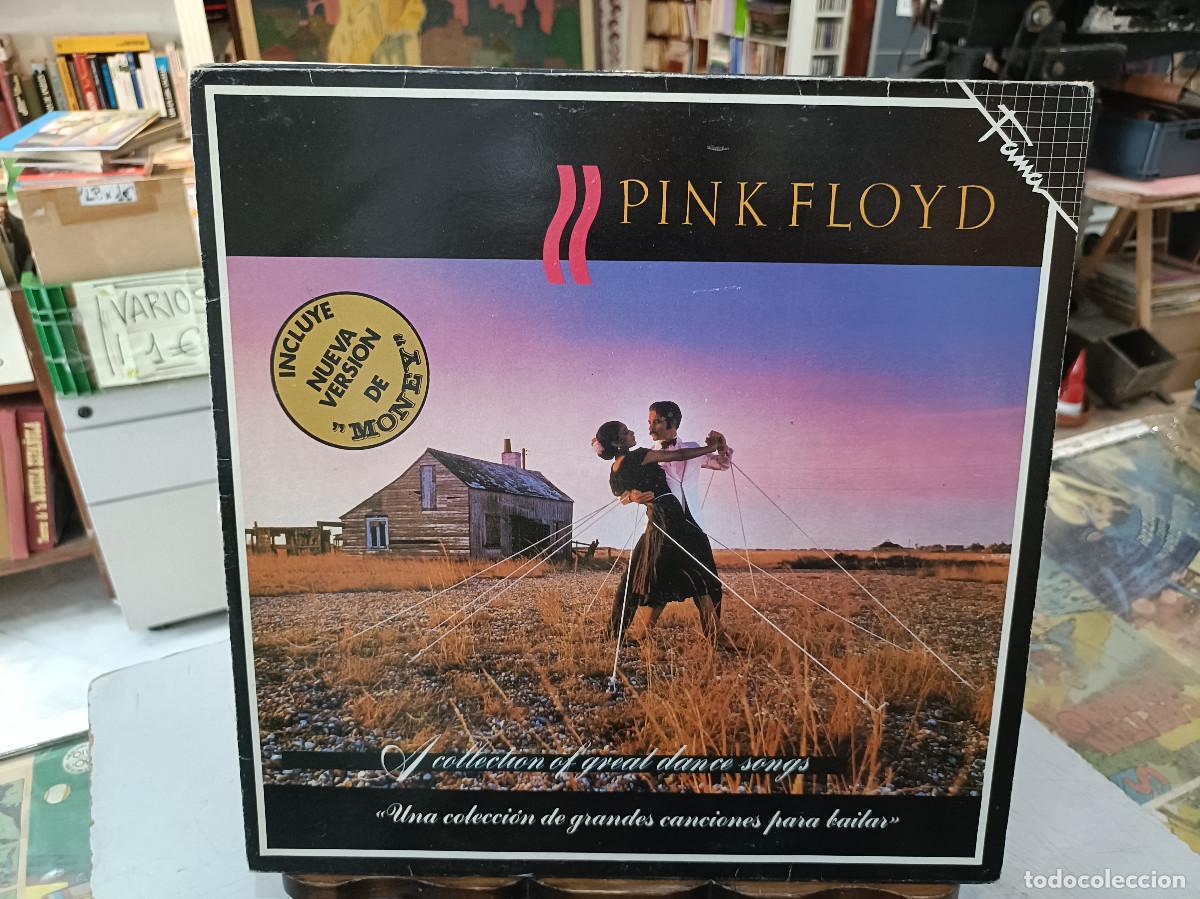 Fama
PINK FLOYD
INCLUYE
NUEVA
VERSION
DE
"MONEY"
A collection of great dance songs
«Una colección de grandes canciones para bailar»
VARIOS
1€
todocoleccion